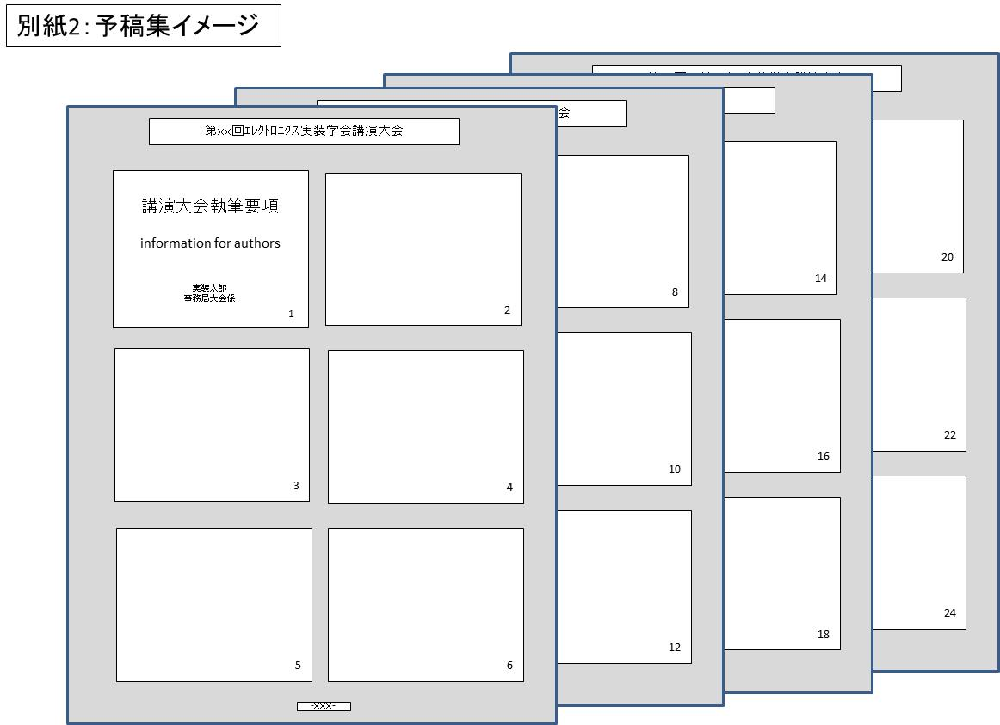 別紙2：予稿集イメージ
第xx回ｴﾚｸﾄﾛﾆｸｽ実装学会講演大会
講演大会執筆要項
information for authors
実装太郎
事務局大会係
1
2
3
4
5
6
-xxx-
会
8
10
12
14
16
18
20
22
24